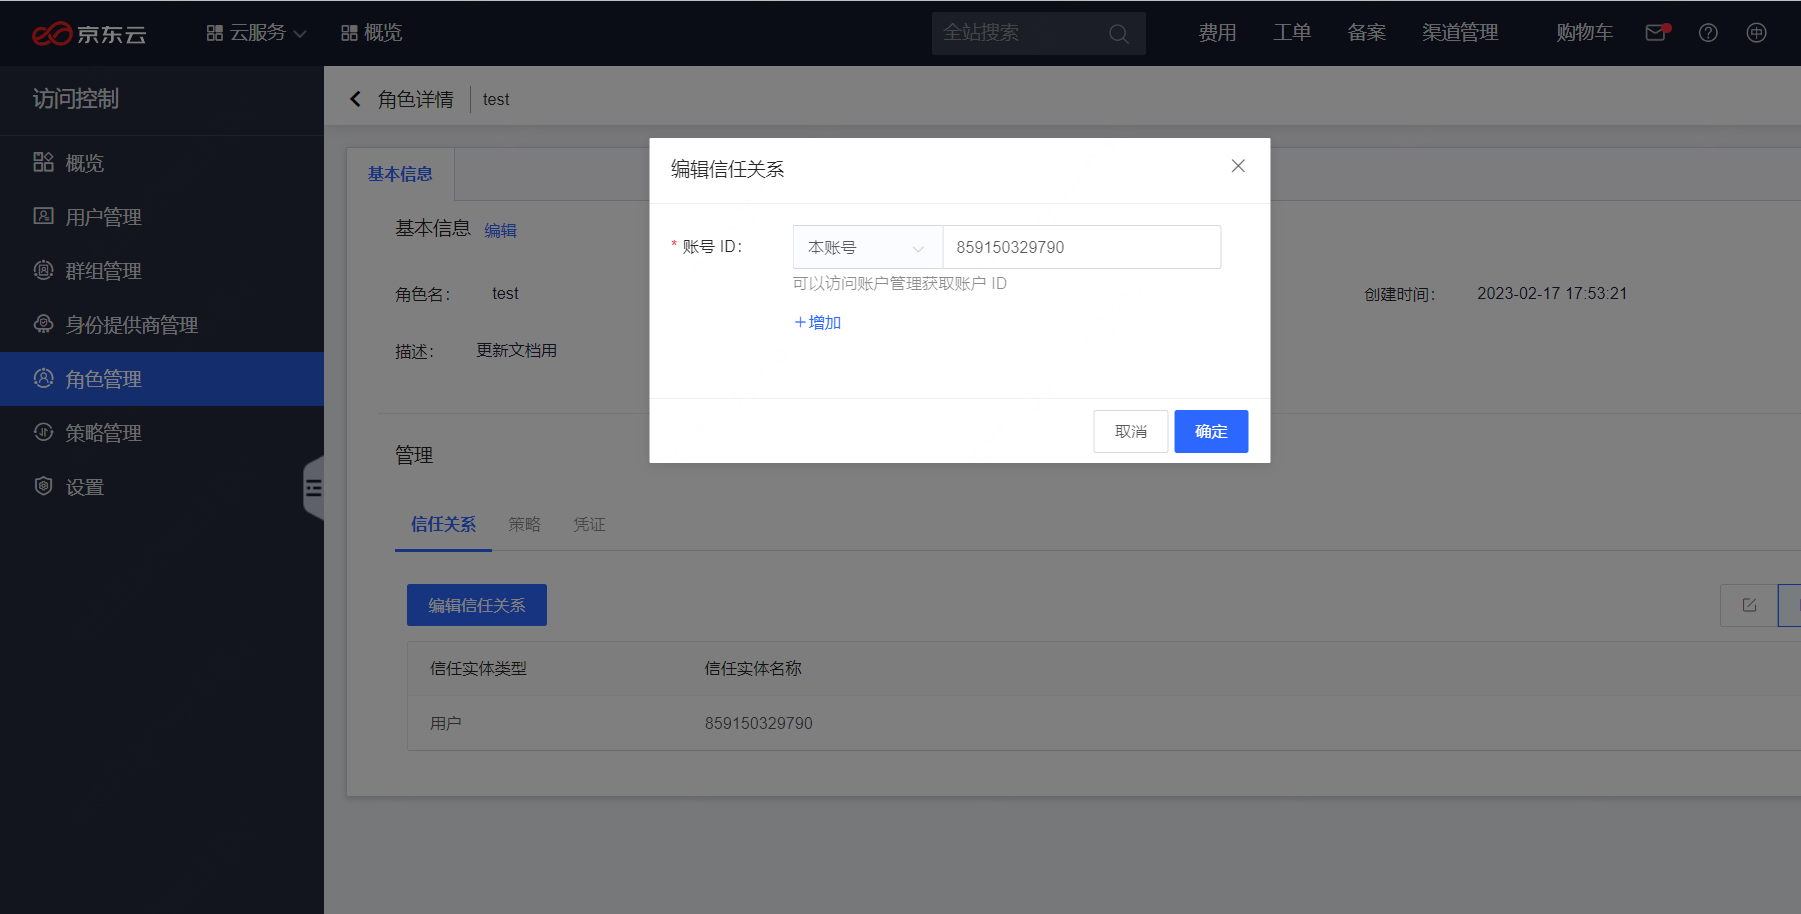 京东云
云服务
概览
全站搜索
费用
工单
备案
渠道管理
购物车
中
访问控制
概览
用户管理
群组管理
身份提供商管理
角色管理
策略管理
设置
角色详情
test
基本信息
基本信息 编辑
角色名： test
创建时间： 2023-02-17 17:53:21
描述： 更新文档用
编辑信任关系
* 账号 ID： 本账号 859150329790
可以访问账户管理获取账户 ID
+增加
取消 确定
管理
信任关系 策略 凭证
编辑信任关系
信任实体类型 信任实体名称
用户 859150329790